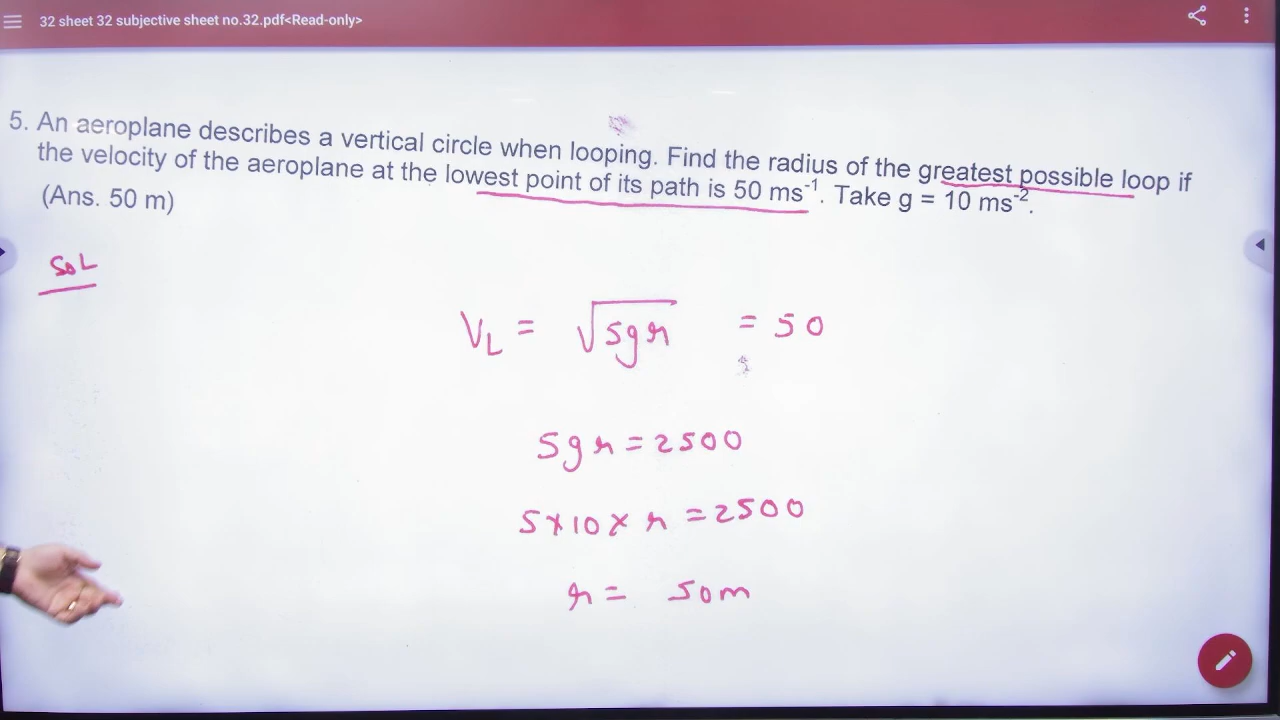 32 sheet 32 subjective sheet no.32.pdf<Read-only>
5. An aeroplane describes a vertical circle when looping. Find the radius of the greatest possible loop if
the velocity of the aeroplane at the lowest point of its path is 50 ms⁻¹. Take g = 10 ms⁻².
(Ans. 50 m)
SOL
V_L = √5gr = 50
5gr = 2500
5×10× r = 2500
r = 50m